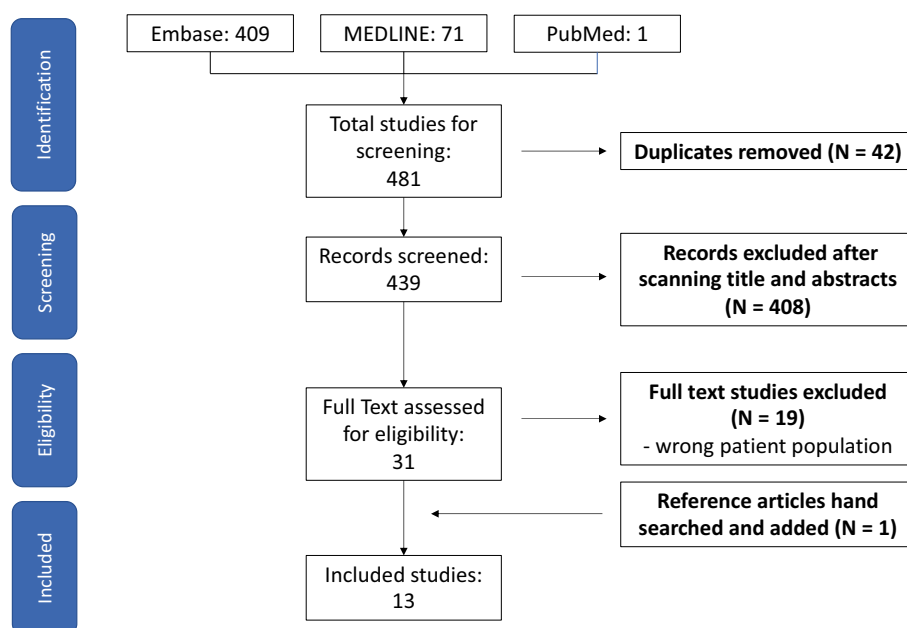 Embase: 409
MEDLINE: 71
PubMed: 1
Identification
Total studies for
screening:
481
Duplicates removed (N = 42)
Screening
Records screened:
439
Records excluded after
scanning title and abstracts
(N = 408)
Eligibility
Full Text assessed
for eligibility:
31
Full text studies excluded
(N = 19)
- wrong patient population
Reference articles hand
searched and added (N = 1)
Included
Included studies:
13